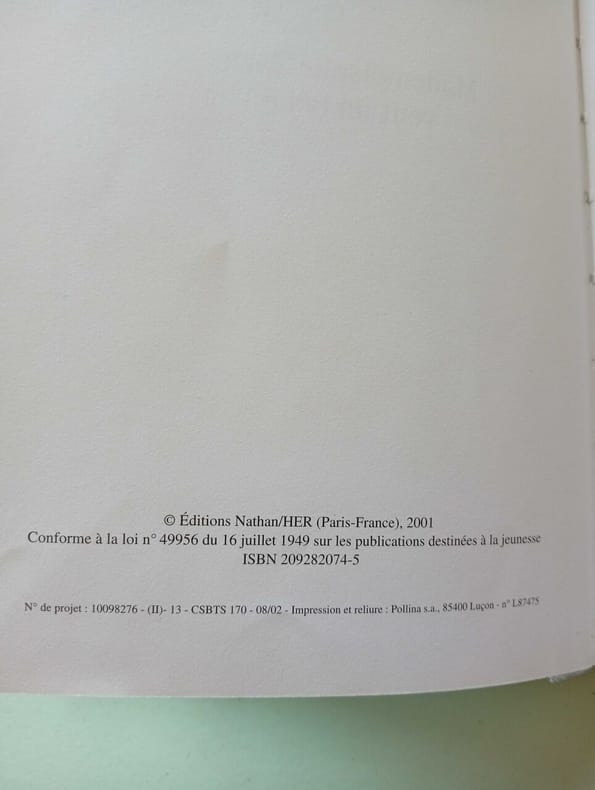 © Éditions Nathan/HER (Paris-France), 2001
Conforme à la loi n° 49956 du 16 juillet 1949 sur les publications destinées à la jeunesse
ISBN 209282074-5
N° de projet : 10098276 - (II)- 13 - CSBTS 170 - 08/02 - Impression et reliure : Pollina s.a., 85400 Luçon - n° L87475